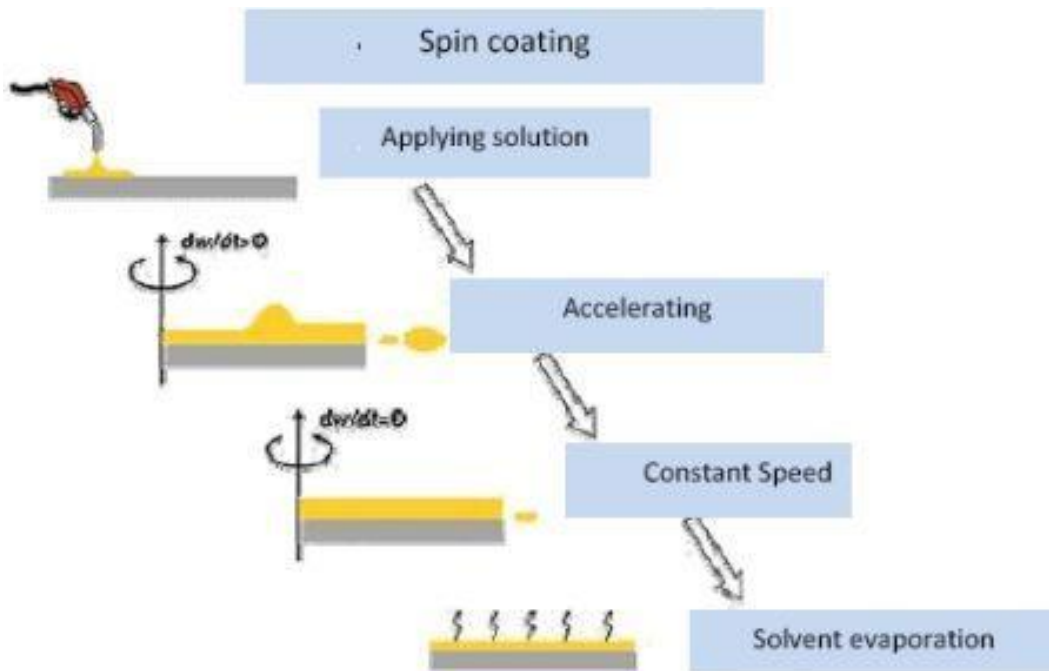 Spin coating
Applying solution
dw/dt>0
Accelerating
dw/dt=0
Constant Speed
Solvent evaporation